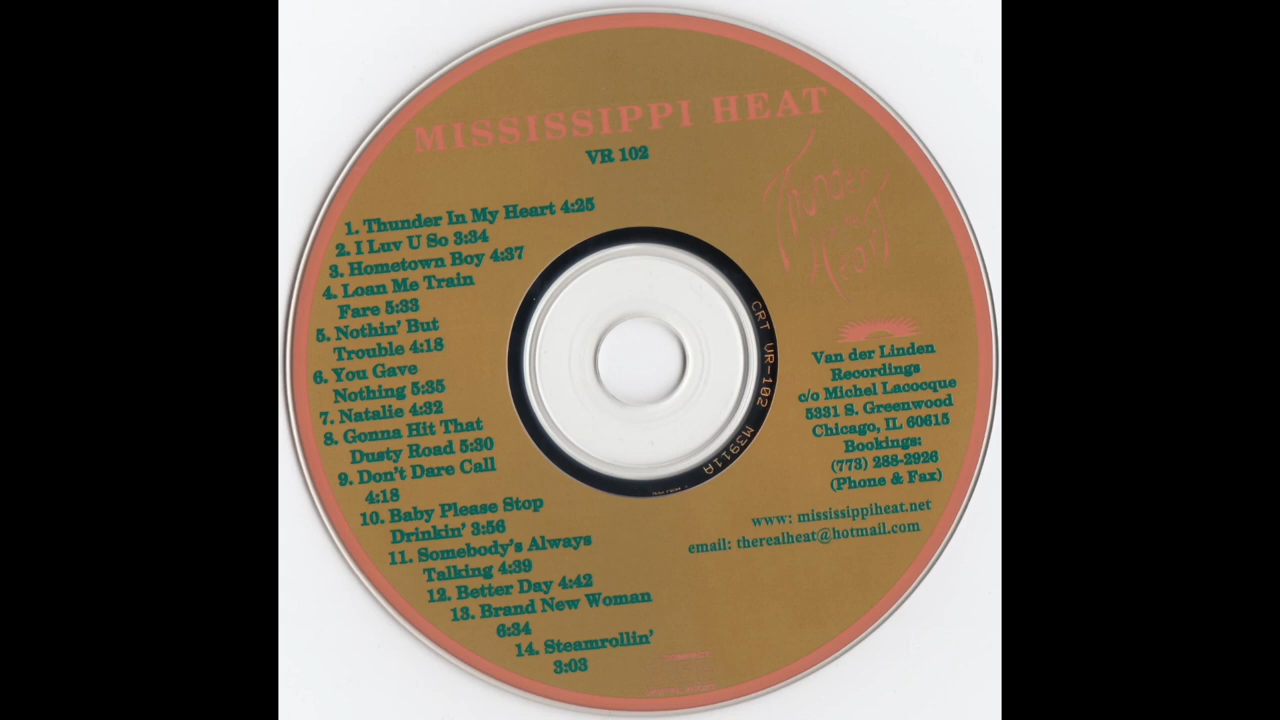 MISSISSIPPI HEAT
VR 102
Thunder
Heart
1. Thunder In My Heart 4:25
2. I Luv U So 3:34
3. Hometown Boy 4:37
4. Loan Me Train
Fare 5:33
5. Nothin' But
Trouble 4:18
6. You Gave
Nothing 5:35
7. Natalie 4:32
8. Gonna Hit That
Dusty Road 5:30
9. Don't Dare Call
4:18
10. Baby Please Stop
Drinkin' 3:56
11. Somebody's Always
Talking 4:39
12. Better Day 4:42
13. Brand New Woman
6:34
14. Steamrollin'
3:03
CRT VR-102 M3911A
Van der Linden
Recordings
c/o Michel Lacocque
5331 S. Greenwood
Chicago, IL 60615
Bookings:
(773) 288-2926
(Phone & Fax)
www: mississippiheat.net
email: therealheat@hotmail.com